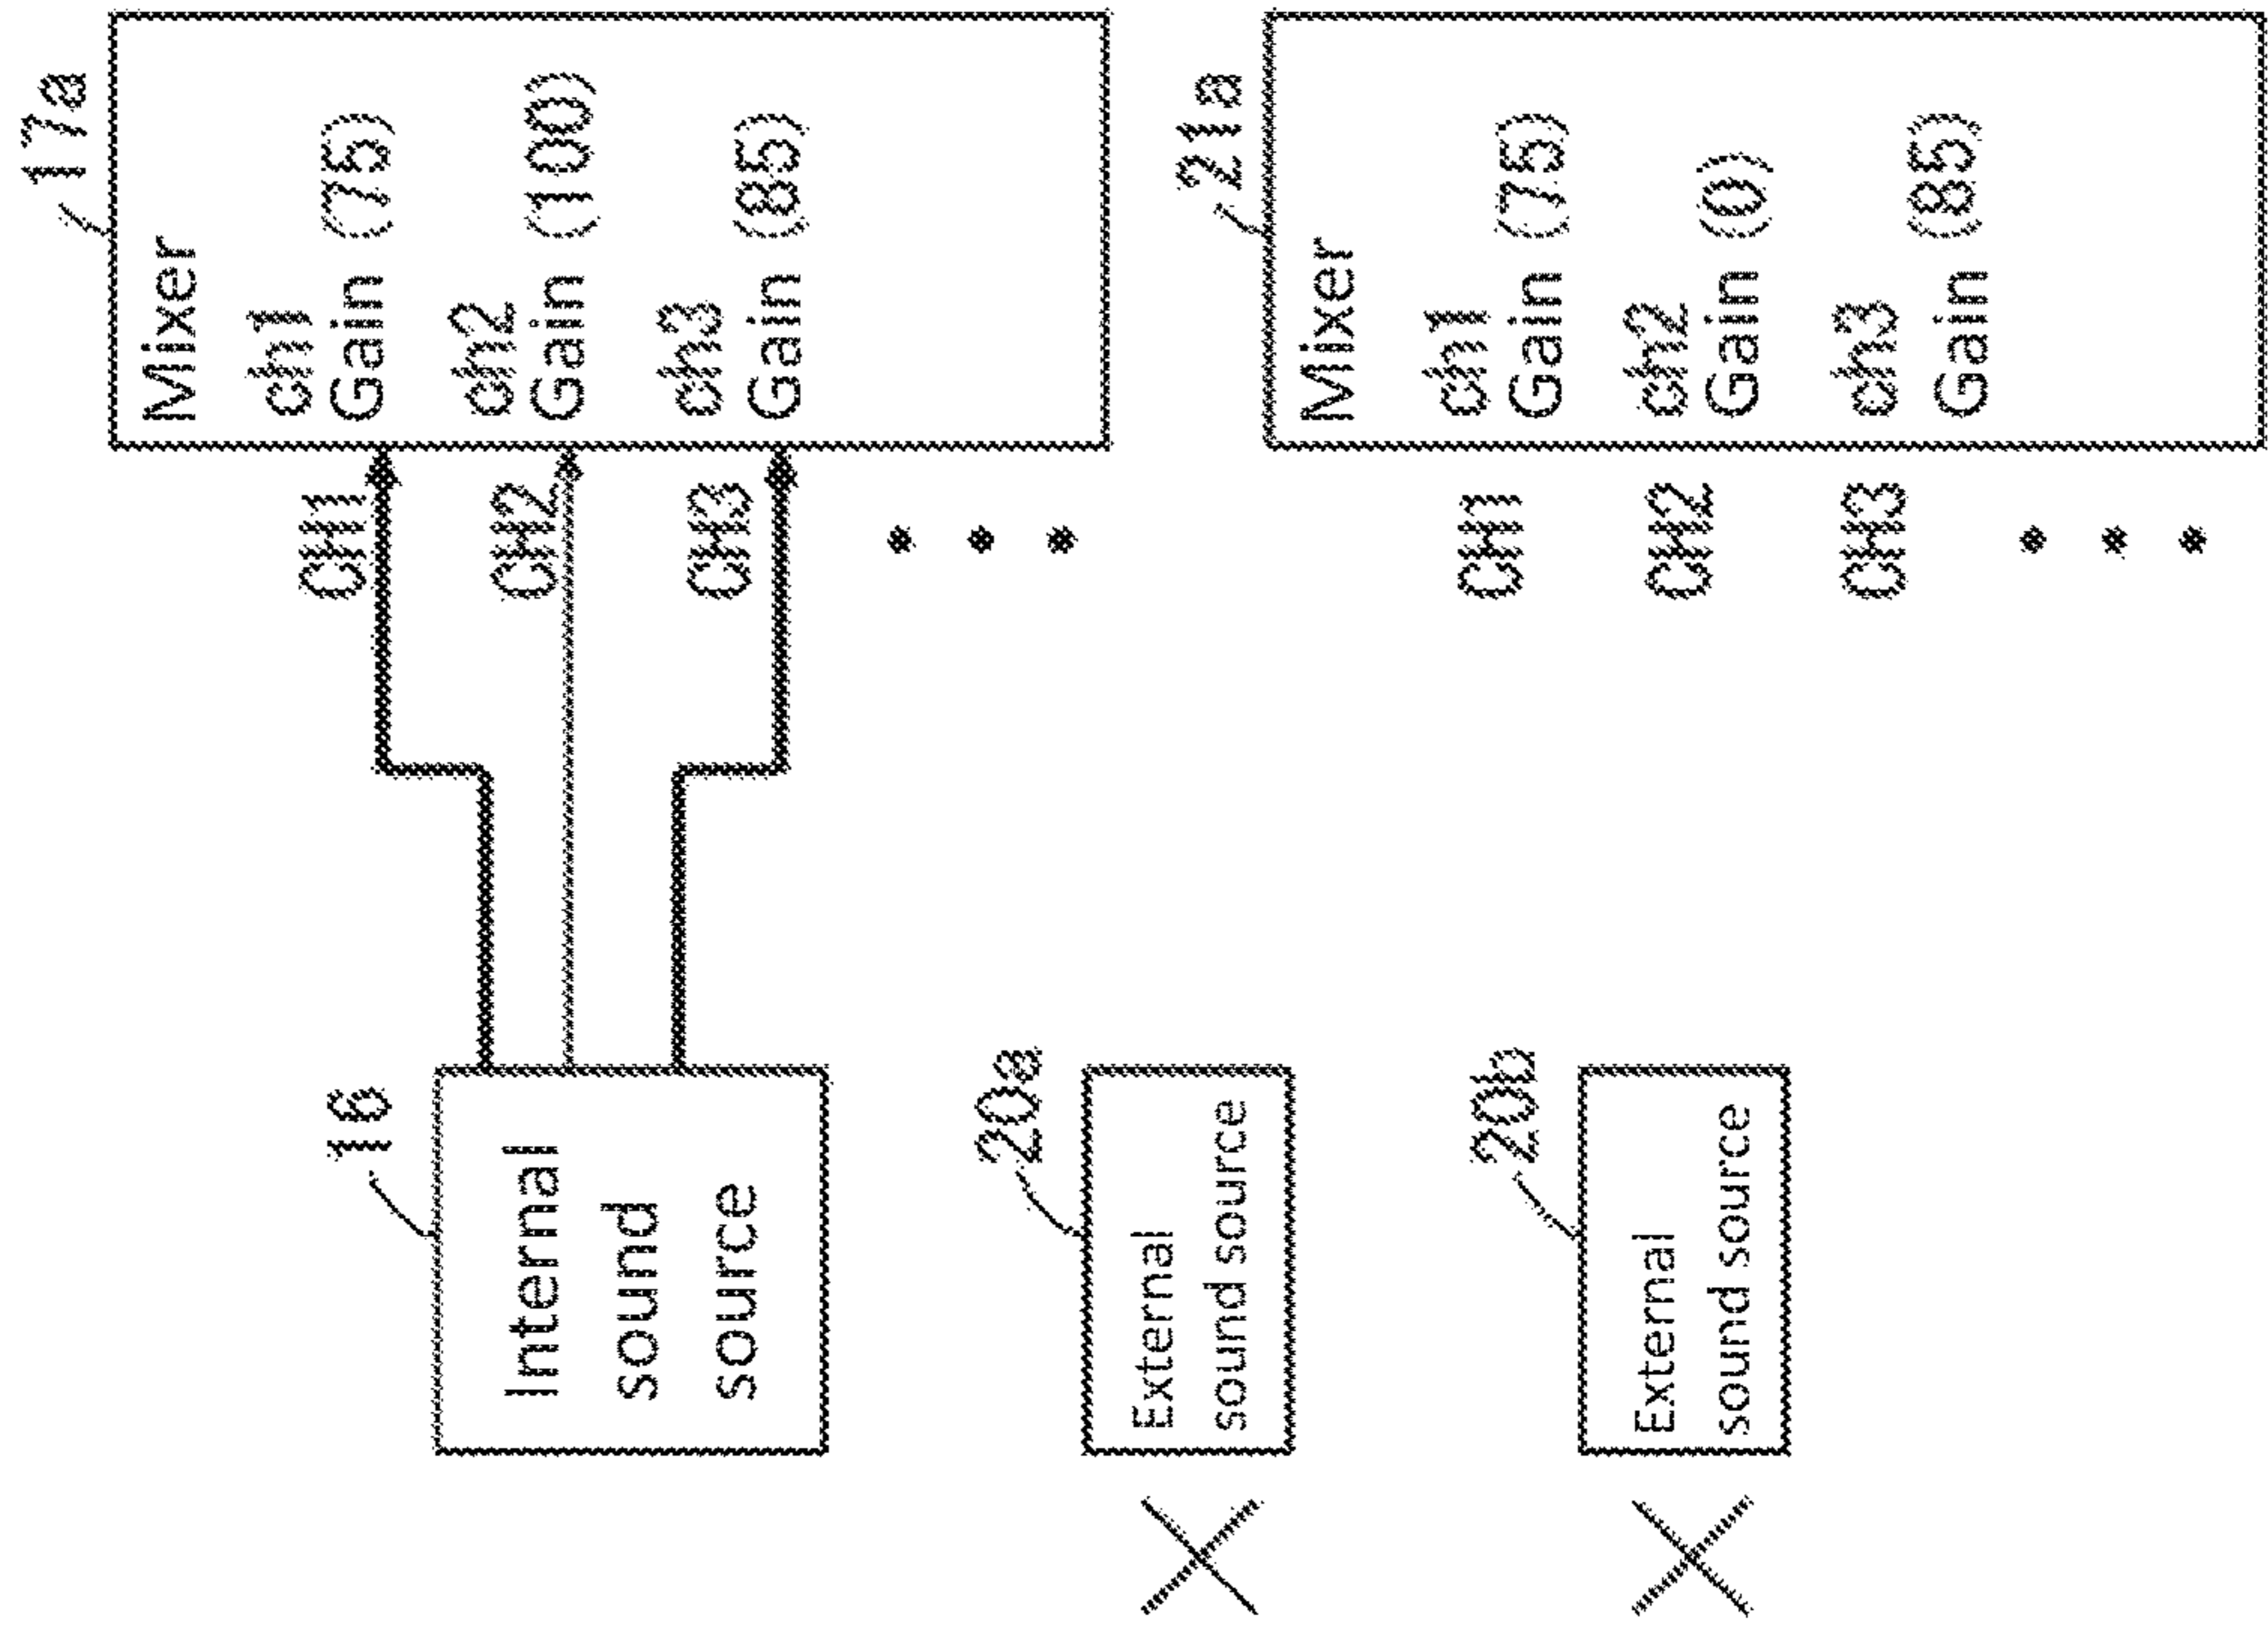 17a
Mixer
ch1
Gain (75)
ch2
Gain (100)
ch3
Gain (85)
CH1
CH2
CH3
16
Internal
sound
source
21a
Mixer
ch1
Gain (75)
ch2
Gain (0)
ch3
Gain (85)
CH1
CH2
CH3
20a
External
sound source
20b
External
sound source